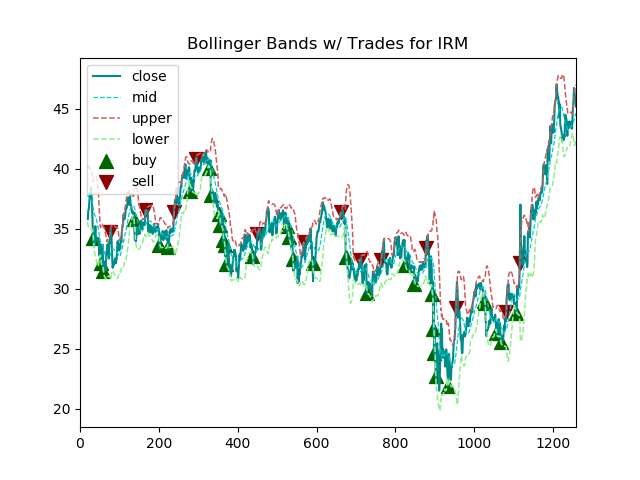 Bollinger Bands w/ Trades for IRM
close
mid
upper
lower
buy
sell
45
40
35
30
25
20
0 200 400 600 800 1000 1200